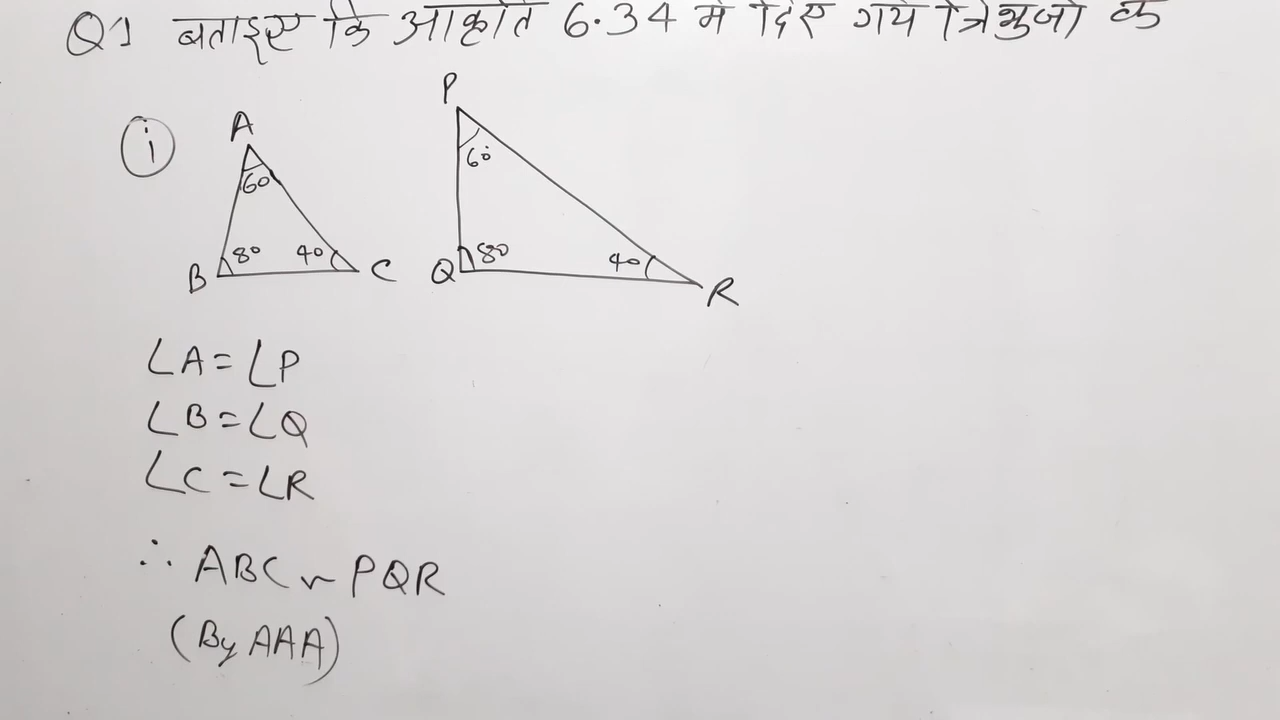 Q1 बताइए कि आकृति 6.34 में दिए गये त्रिभुजों के
i
A
60
B 80 40 C
P
60°
Q 80 40 R
∠A = ∠P
∠B = ∠Q
∠C = ∠R
∴ ABC ~ PQR
(By AAA)